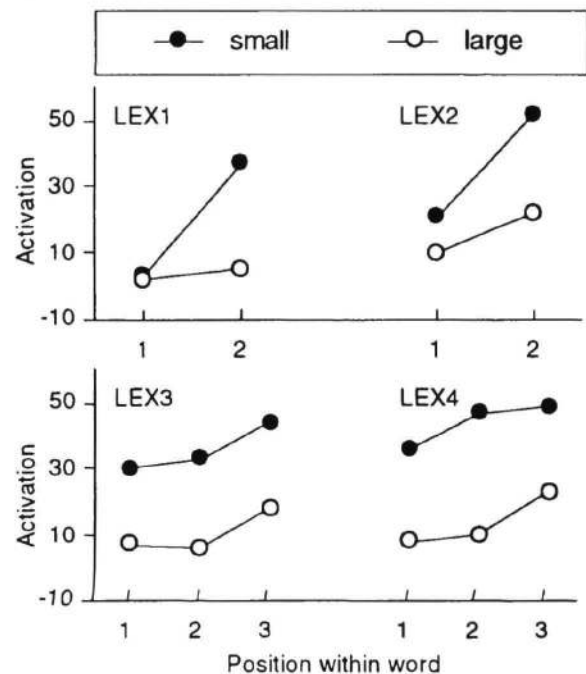 small large
LEX1 LEX2
50
30
10
-10
Activation
1 2 1 2
LEX3 LEX4
50
30
10
-10
Activation
1 2 3 1 2 3
Position within word